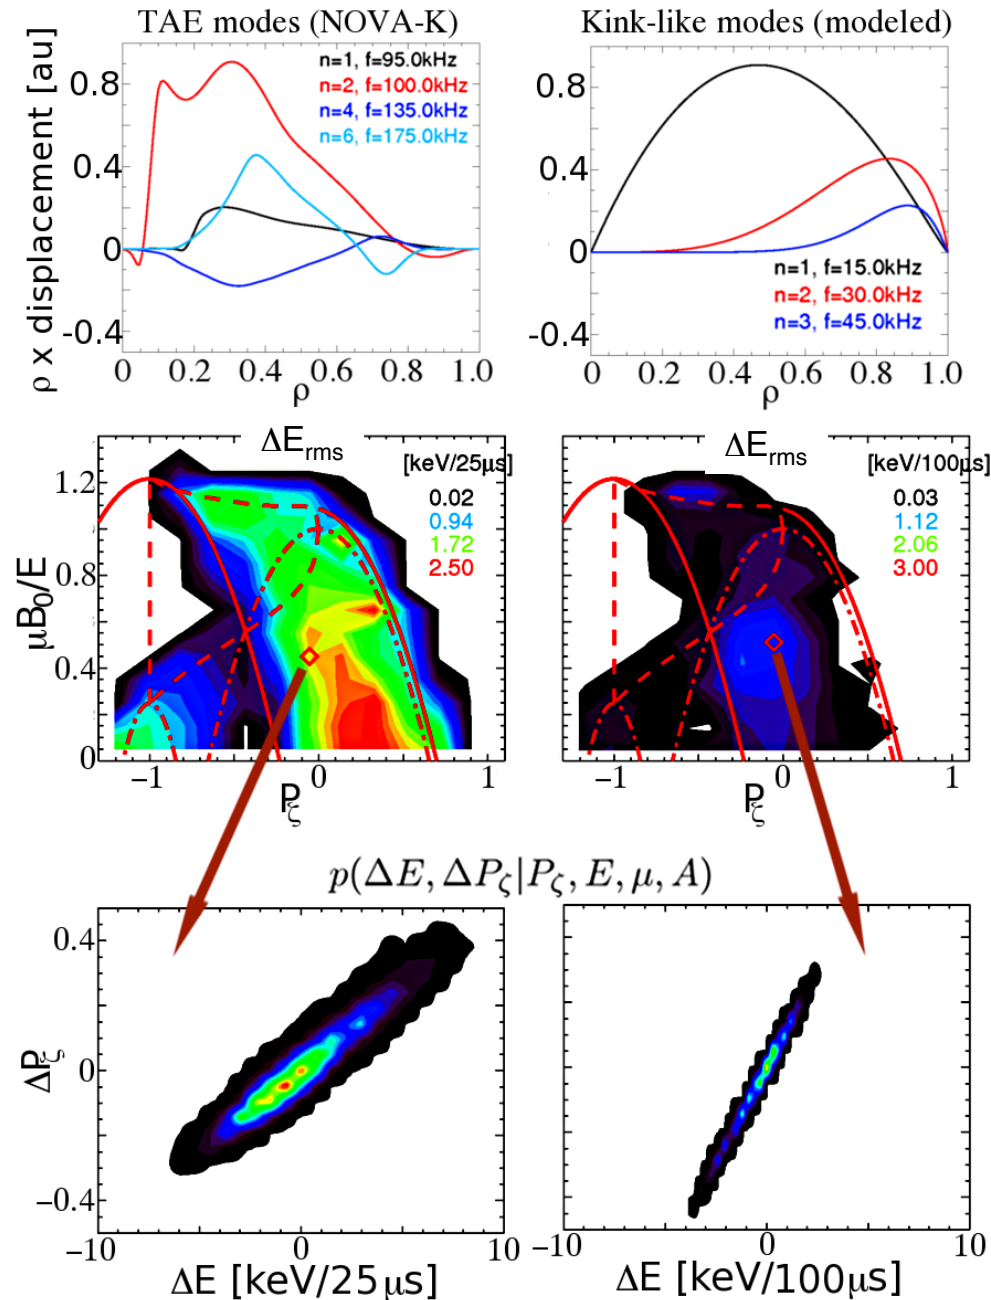 TAE modes (NOVA-K)
Kink-like modes (modeled)
ρ x displacement [au]
0.8
0.4
0
-0.4
n=1, f=95.0kHz
n=2, f=100.0kHz
n=4, f=135.0kHz
n=6, f=175.0kHz
0 0.2 0.4 0.6 0.8 1.0
ρ
0.8
0.4
0
-0.4
n=1, f=15.0kHz
n=2, f=30.0kHz
n=3, f=45.0kHz
0 0.2 0.4 0.6 0.8 1.0
ρ
ΔE_rms
[keV/25μs]
0.02
0.94
1.72
2.50
μB₀/E
1.2
0.8
0.4
0
−1 0 1
P_ζ
ΔE_rms
[keV/100μs]
0.03
1.12
2.06
3.00
−1 0 1
P_ζ
p(ΔE, ΔP_ζ|P_ζ, E, μ, A)
ΔP_ζ
0.4
0
−0.4
−10 0 10
ΔE [keV/25μs]
−10 0 10
ΔE [keV/100μs]